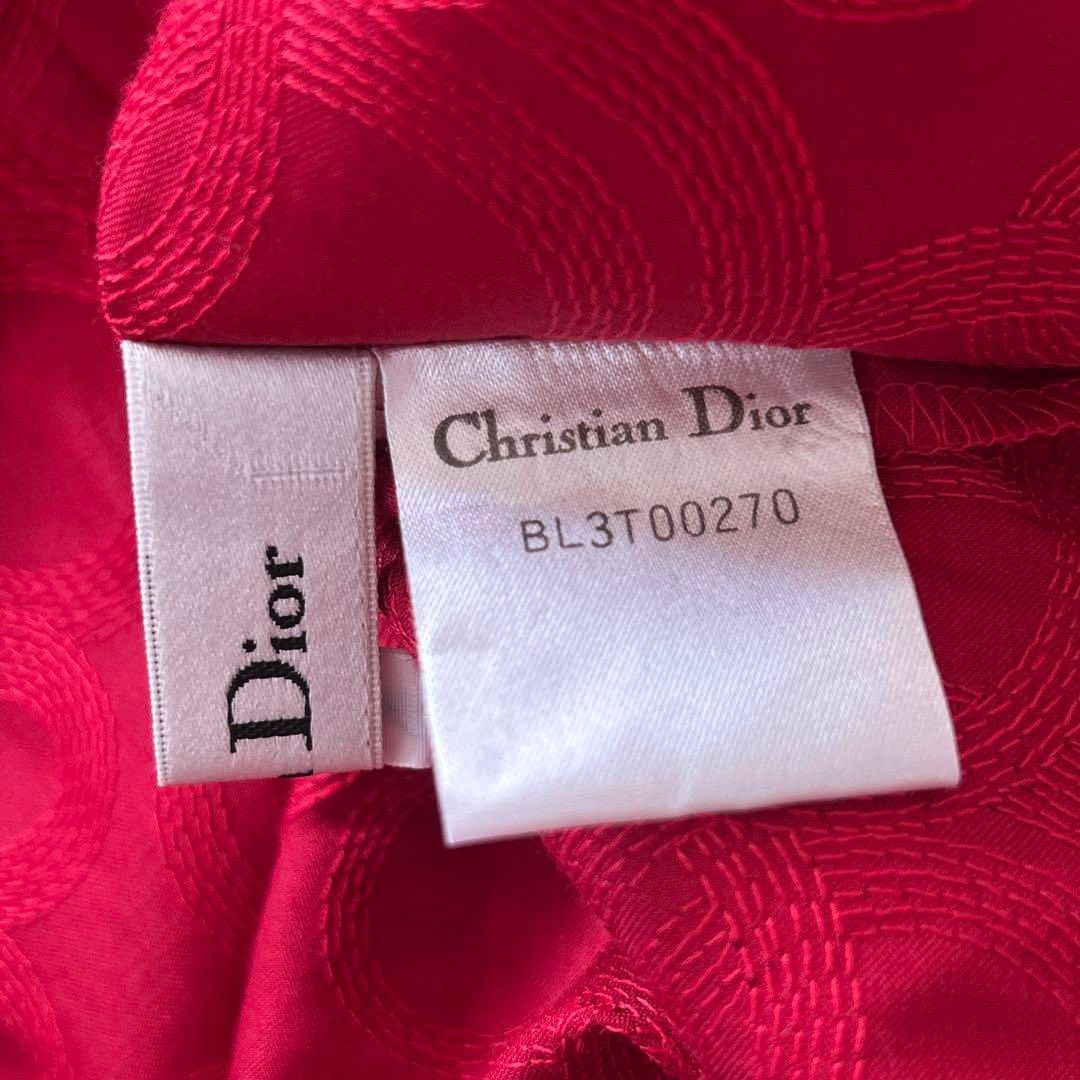 Christian Dior
BL3T00270
Dior